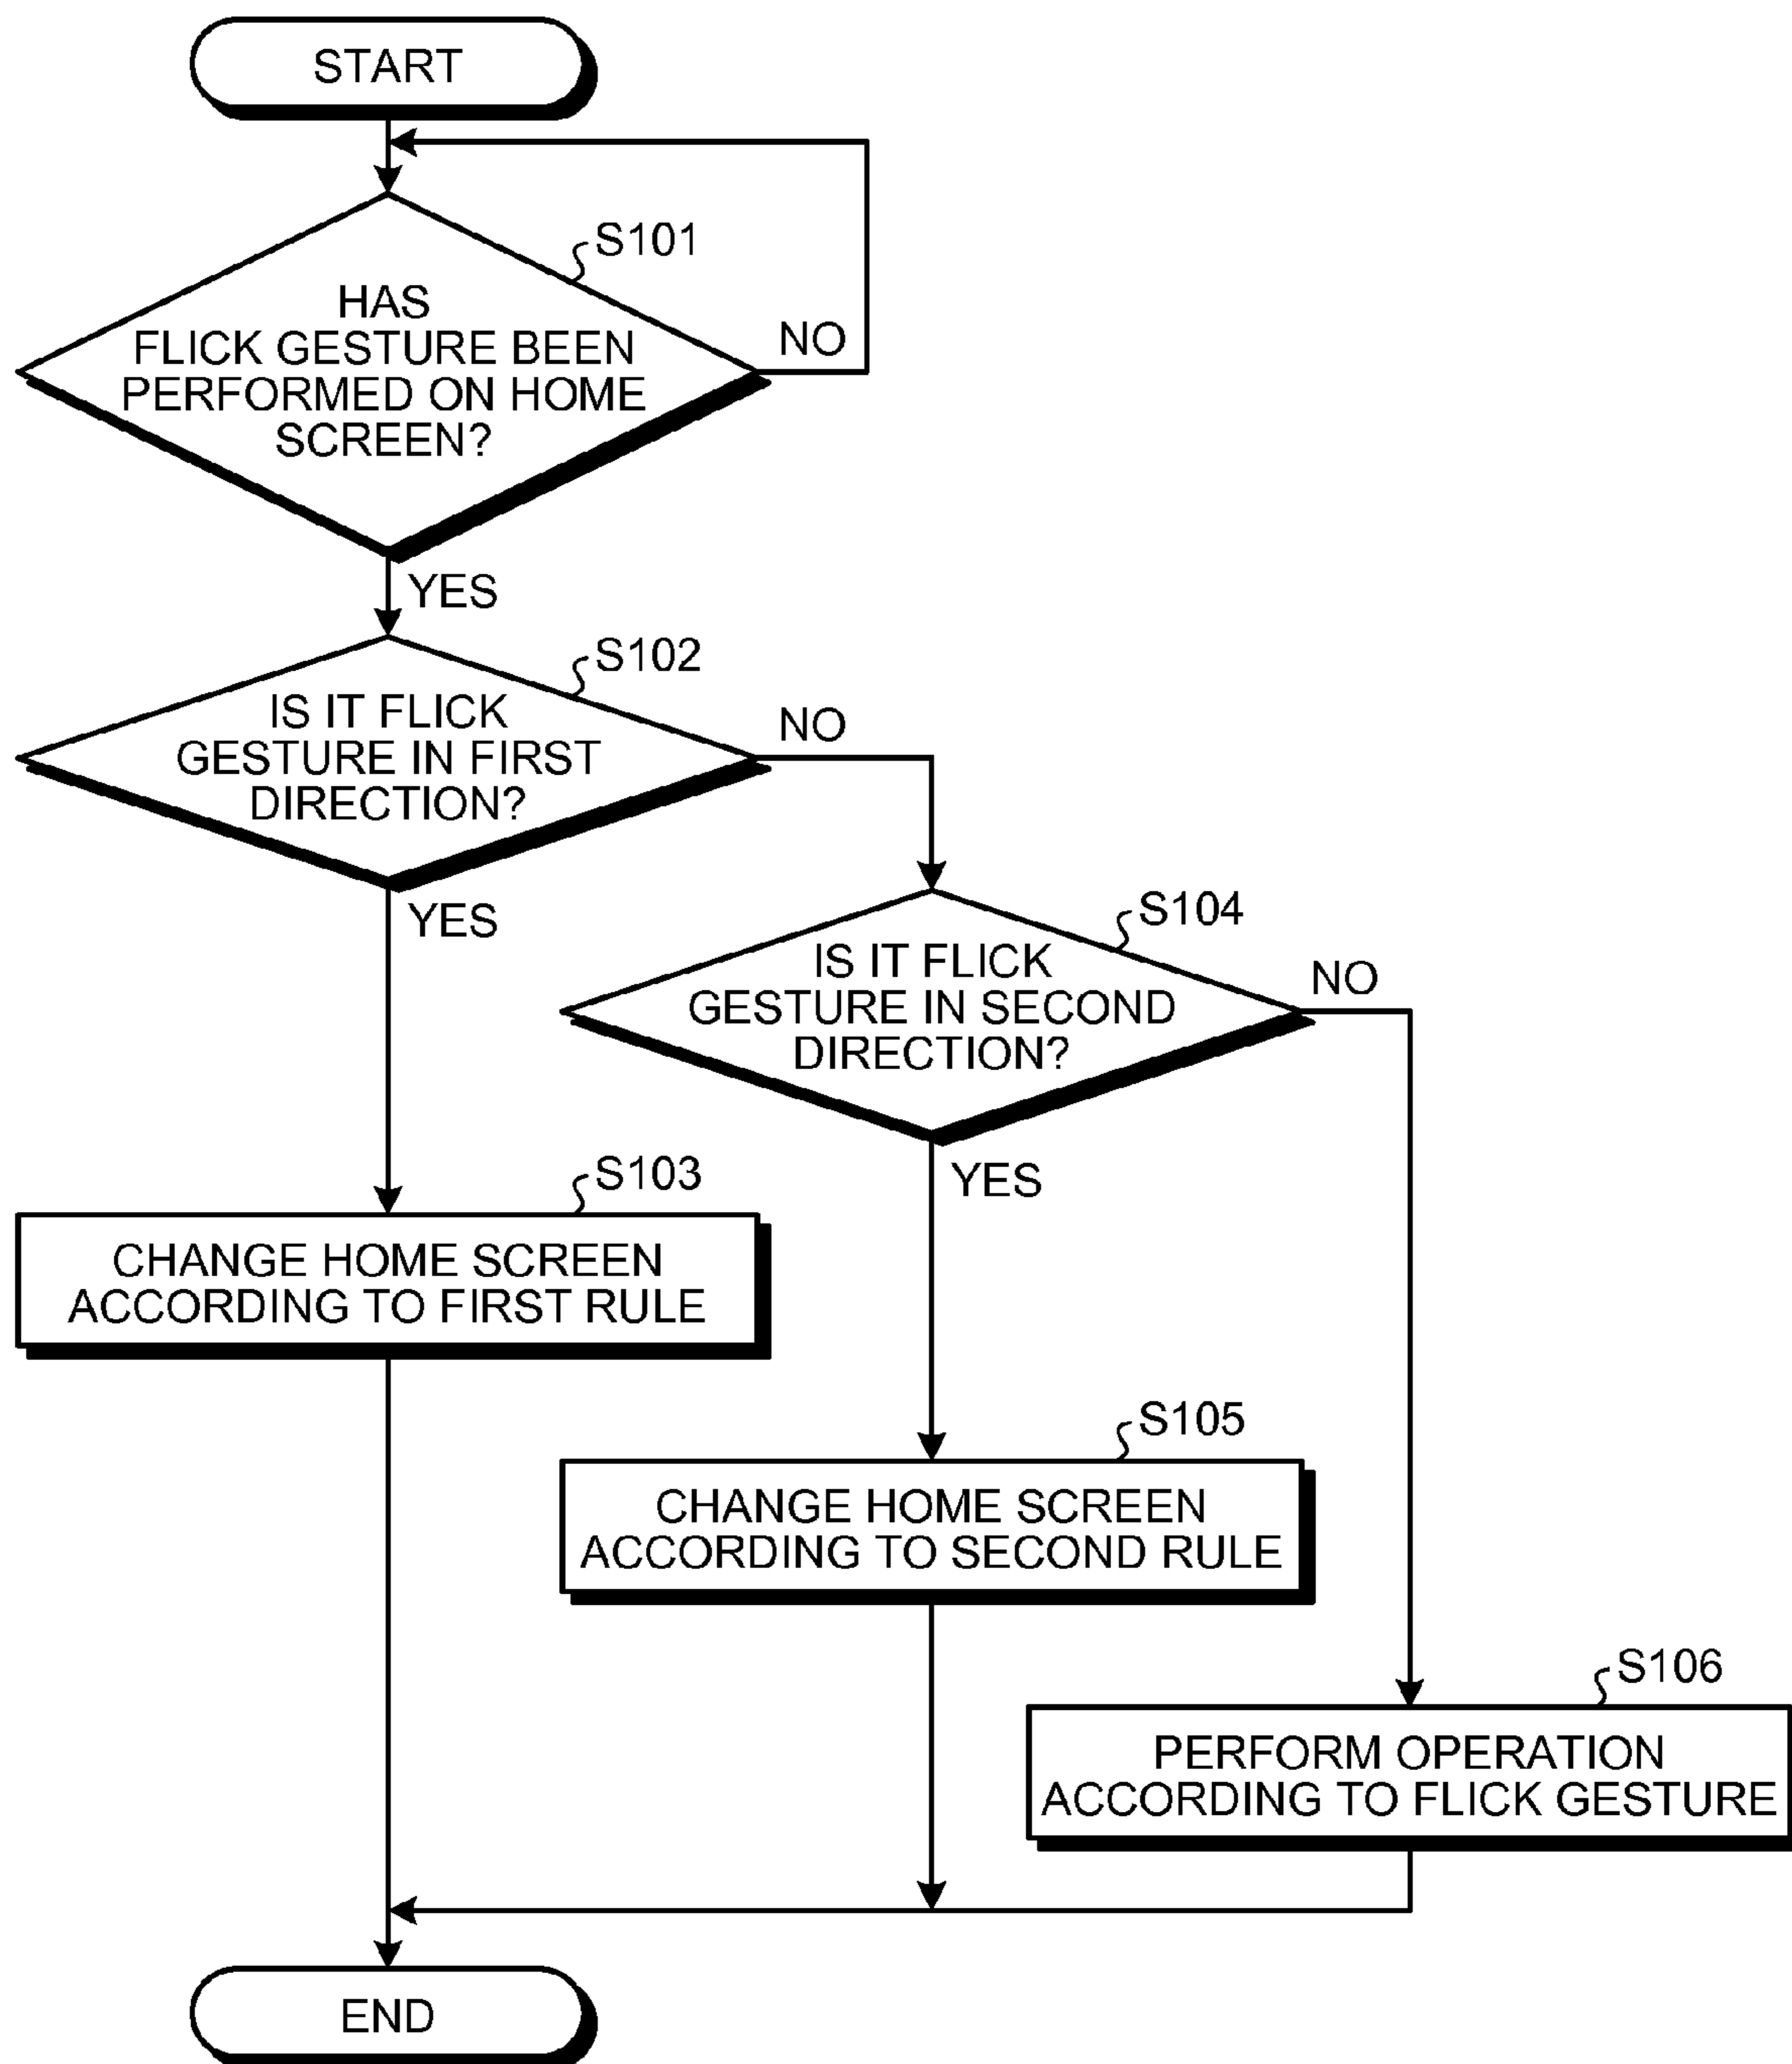 START
S101
HAS
FLICK GESTURE BEEN
PERFORMED ON HOME
SCREEN?
NO
YES
S102
IS IT FLICK
GESTURE IN FIRST
DIRECTION?
NO
YES
S104
IS IT FLICK
GESTURE IN SECOND
DIRECTION?
NO
YES
S103
CHANGE HOME SCREEN
ACCORDING TO FIRST RULE
S105
CHANGE HOME SCREEN
ACCORDING TO SECOND RULE
S106
PERFORM OPERATION
ACCORDING TO FLICK GESTURE
END